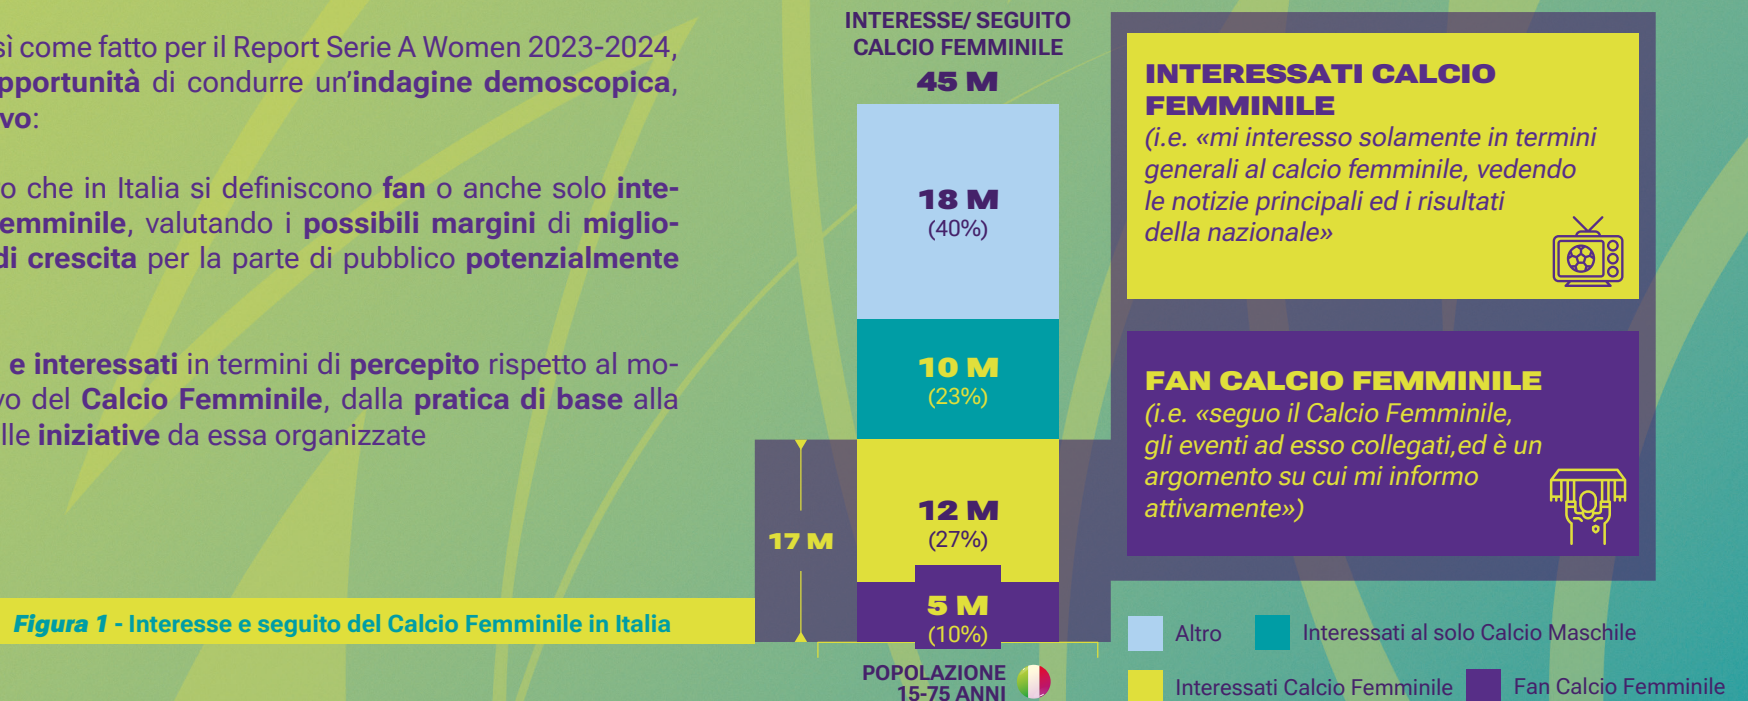 sì come fatto per il Report Serie A Women 2023-2024,
pportunità di condurre un'indagine demoscopica,
vo:
o che in Italia si definiscono fan o anche solo inte-
emminile, valutando i possibili margini di miglio-
di crescita per la parte di pubblico potenzialmente
e interessati in termini di percepito rispetto al mo-
vo del Calcio Femminile, dalla pratica di base alla
lle iniziative da essa organizzate
Figura 1 - Interesse e seguito del Calcio Femminile in Italia
INTERESSE/ SEGUITO
CALCIO FEMMINILE
45 M
18 M
(40%)
10 M
(23%)
12 M
(27%)
17 M
5 M
(10%)
POPOLAZIONE
15-75 ANNI
INTERESSATI CALCIO
FEMMINILE
(i.e. «mi interesso solamente in termini
generali al calcio femminile, vedendo
le notizie principali ed i risultati
della nazionale»
FAN CALCIO FEMMINILE
(i.e. «seguo il Calcio Femminile,
gli eventi ad esso collegati,ed è un
argomento su cui mi informo
attivamente»)
Altro
Interessati al solo Calcio Maschile
Interessati Calcio Femminile
Fan Calcio Femminile